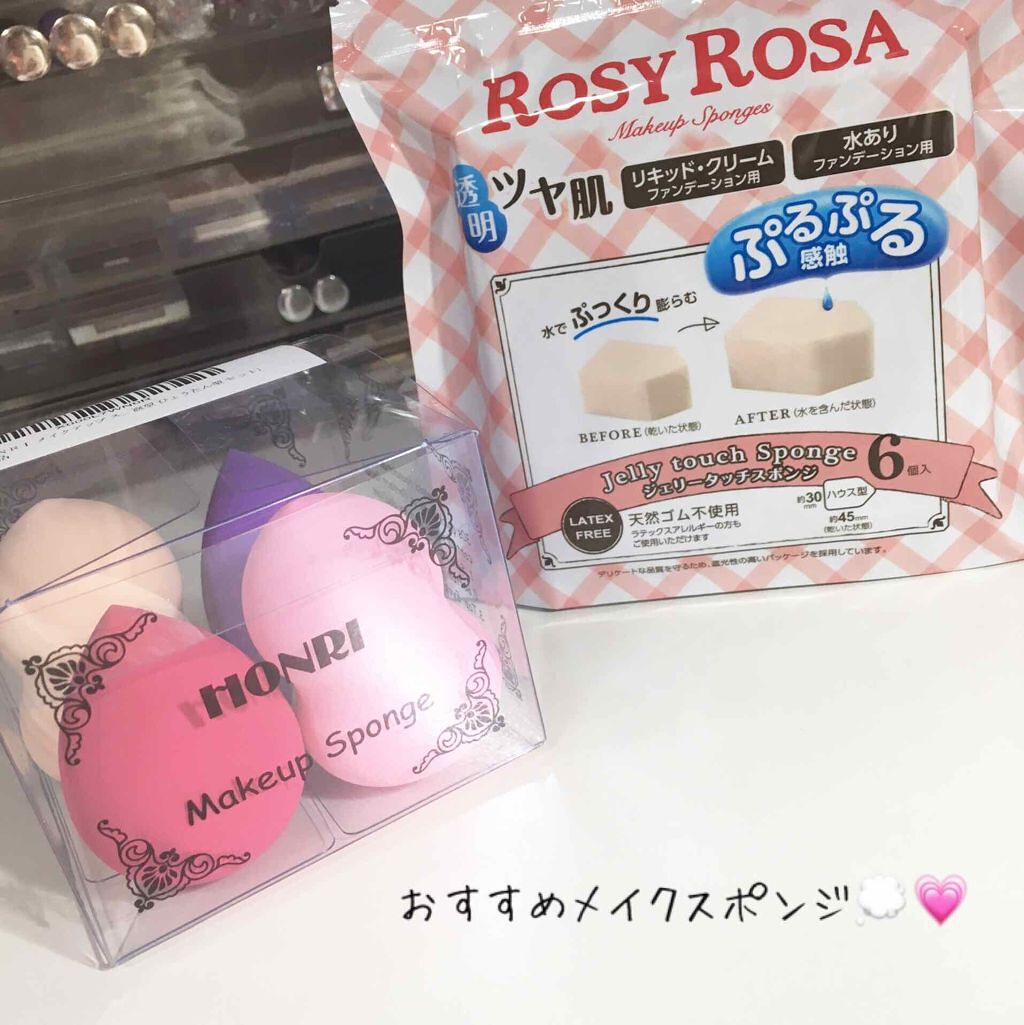 ROSY ROSA
Makeup Sponges
透明
ツヤ肌
リキッド・クリーム
ファンデーション用
水あり
ファンデーション用
ぷるぷる
感触
水でぷっくり膨らむ
BEFORE(乾いた状態)
AFTER(水を含んだ状態)
Jelly touch Sponge
ジェリータッチスポンジ
6個入
LATEX
FREE
天然ゴム不使用
ラテックスアレルギーの方も
ご使用いただけます
約30
mm
ハウス型
約45mm
(乾いた状態)
デリケートな品質を守るため、遮光性の高いパッケージを採用しています。
HONRI
Makeup Sponge
おすすめメイクスポンジ💭💗